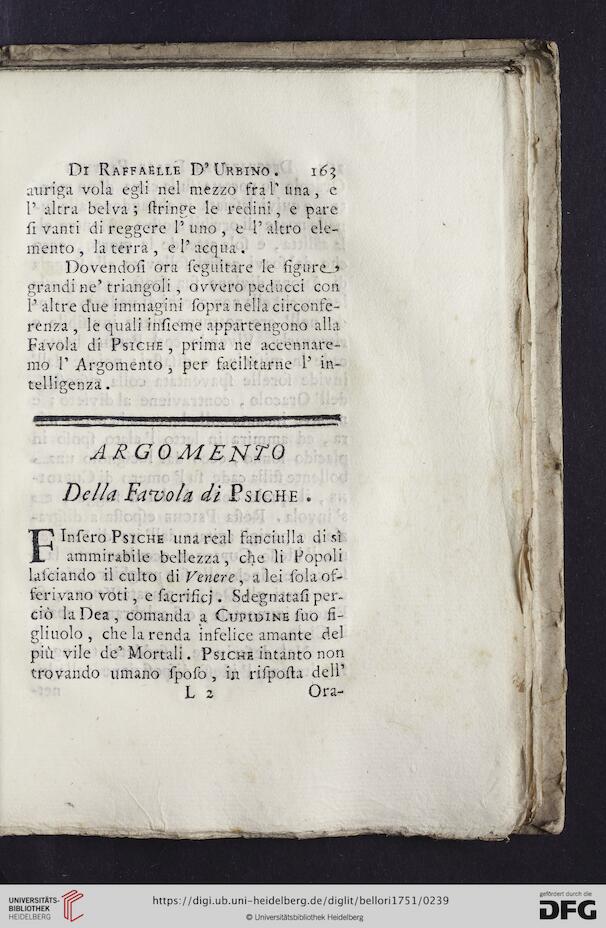 DI RAFFAELLE D' URBINO. 163
auriga vola egli nel mezzo fra l' una, e
l' altra belva; ſtringe le redini, e pare
ſi vanti di reggere l' uno, e l' altro ele-
mento, la terra, e l' acqua.
Dovendoſi ora ſeguitare le figure,
grandi ne' triangoli, ovvero peducci con
l' altre due immagini ſopra nella circonfe-
renza, le quali inſieme appartengono alla
Favola di PSICHE, prima ne accennare-
mo l' Argomento, per facilitarne l' in-
telligenza.
ARGOMENTO
Della Favola di PSICHE.
FInſero PSICHE una real fanciulla di sì
ammirabile bellezza, che li Popoli
laſciando il culto di Venere, a lei ſola of-
ferivano voti, e ſacrificj. Sdegnataſi per-
ciò la Dea, comanda a CUPIDINE ſuo fi-
gliuolo, che la renda infelice amante del
più vile de' Mortali. PSICHE intanto non
trovando umano ſpoſo, in riſpoſta dell'
L 2 Ora-
UNIVERSITÄTS-
BIBLIOTHEK
HEIDELBERG
https://digi.ub.uni-heidelberg.de/diglit/bellori1751/0239
© Universitätsbibliothek Heidelberg
gefördert durch die
DFG